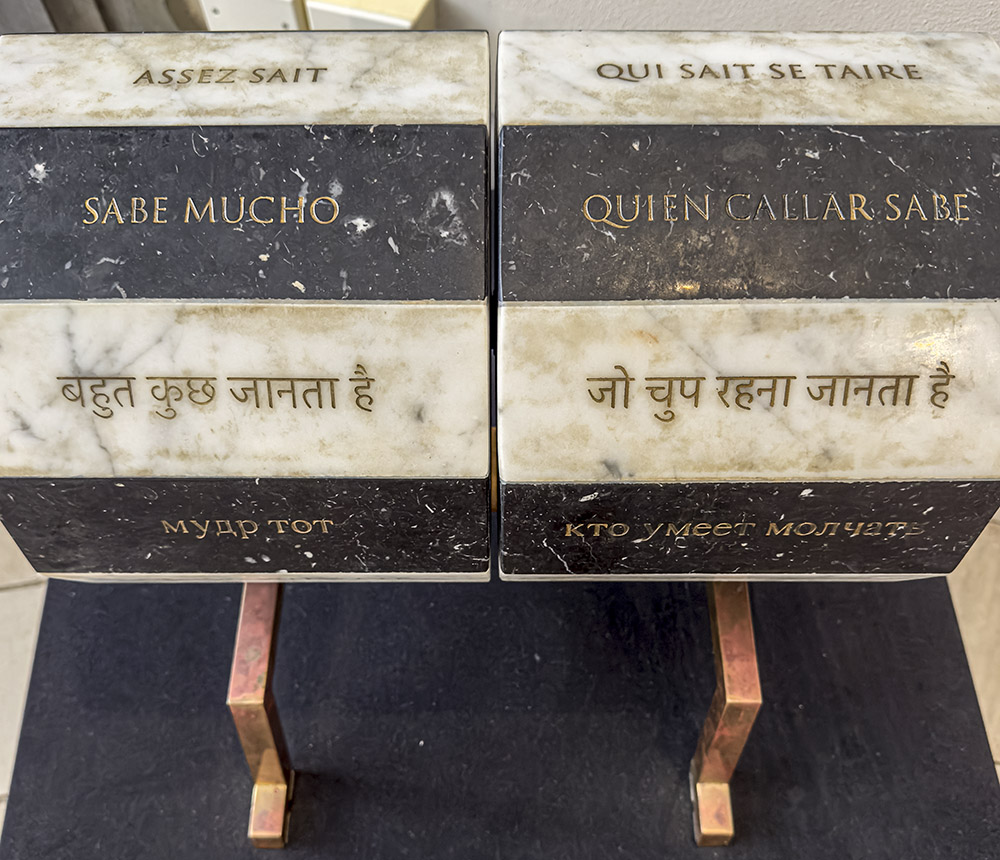 ASSEZ SAIT QUI SAIT SE TAIRE
SABE MUCHO QUIEN CALLAR SABE
बहुत कुछ जानता है जो चुप रहना जानता है
мудр тот кто умеет молчать